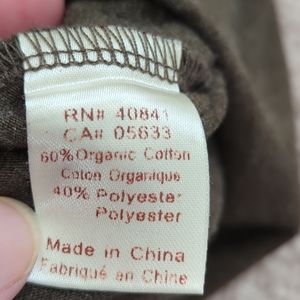 RN# 40841
CA# 05633
60%Organic Cotton
Coton Organique
40% Polyester
Polyester
Made in China
Fabriqué en Chine